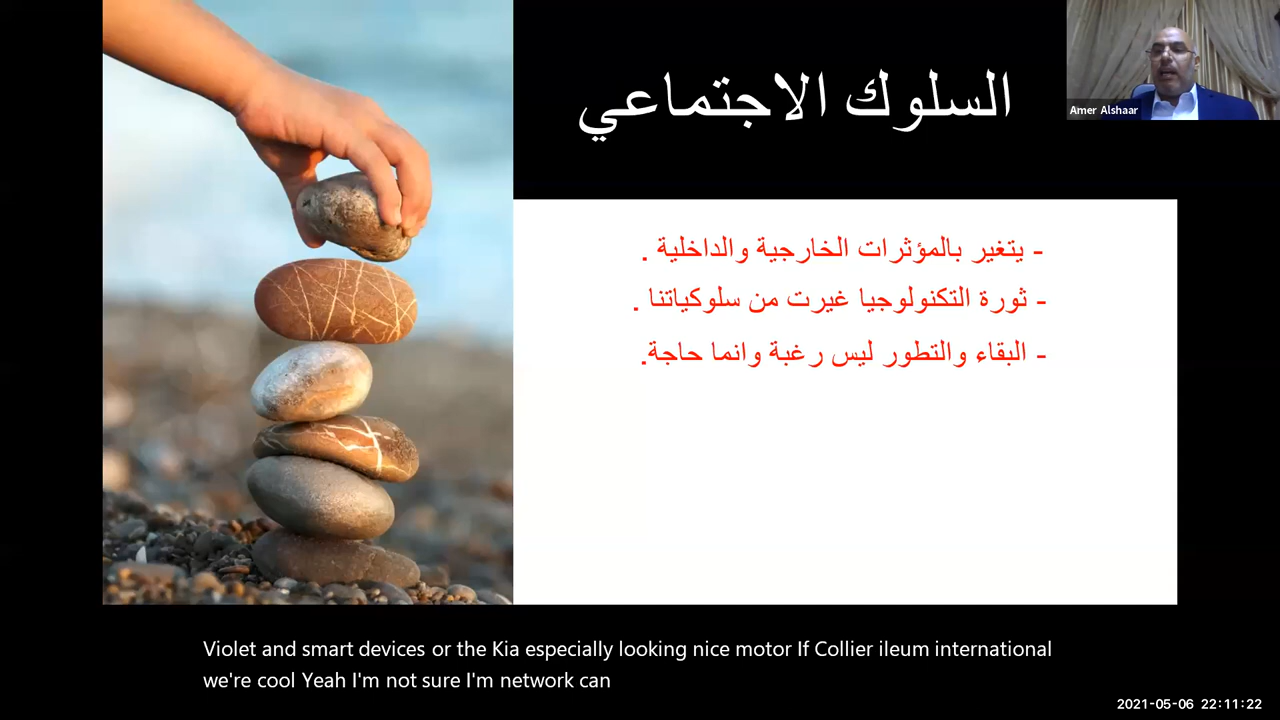 السلوك الاجتماعي
Amer Alshaar
- يتغير بالمؤثرات الخارجية والداخلية .
- ثورة التكنولوجيا غيرت من سلوكياتنا .
- البقاء والتطور ليس رغبة وانما حاجة.
Violet and smart devices or the Kia especially looking nice motor If Collier ileum international
we're cool Yeah I'm not sure I'm network can
2021-05-06 22:11:22